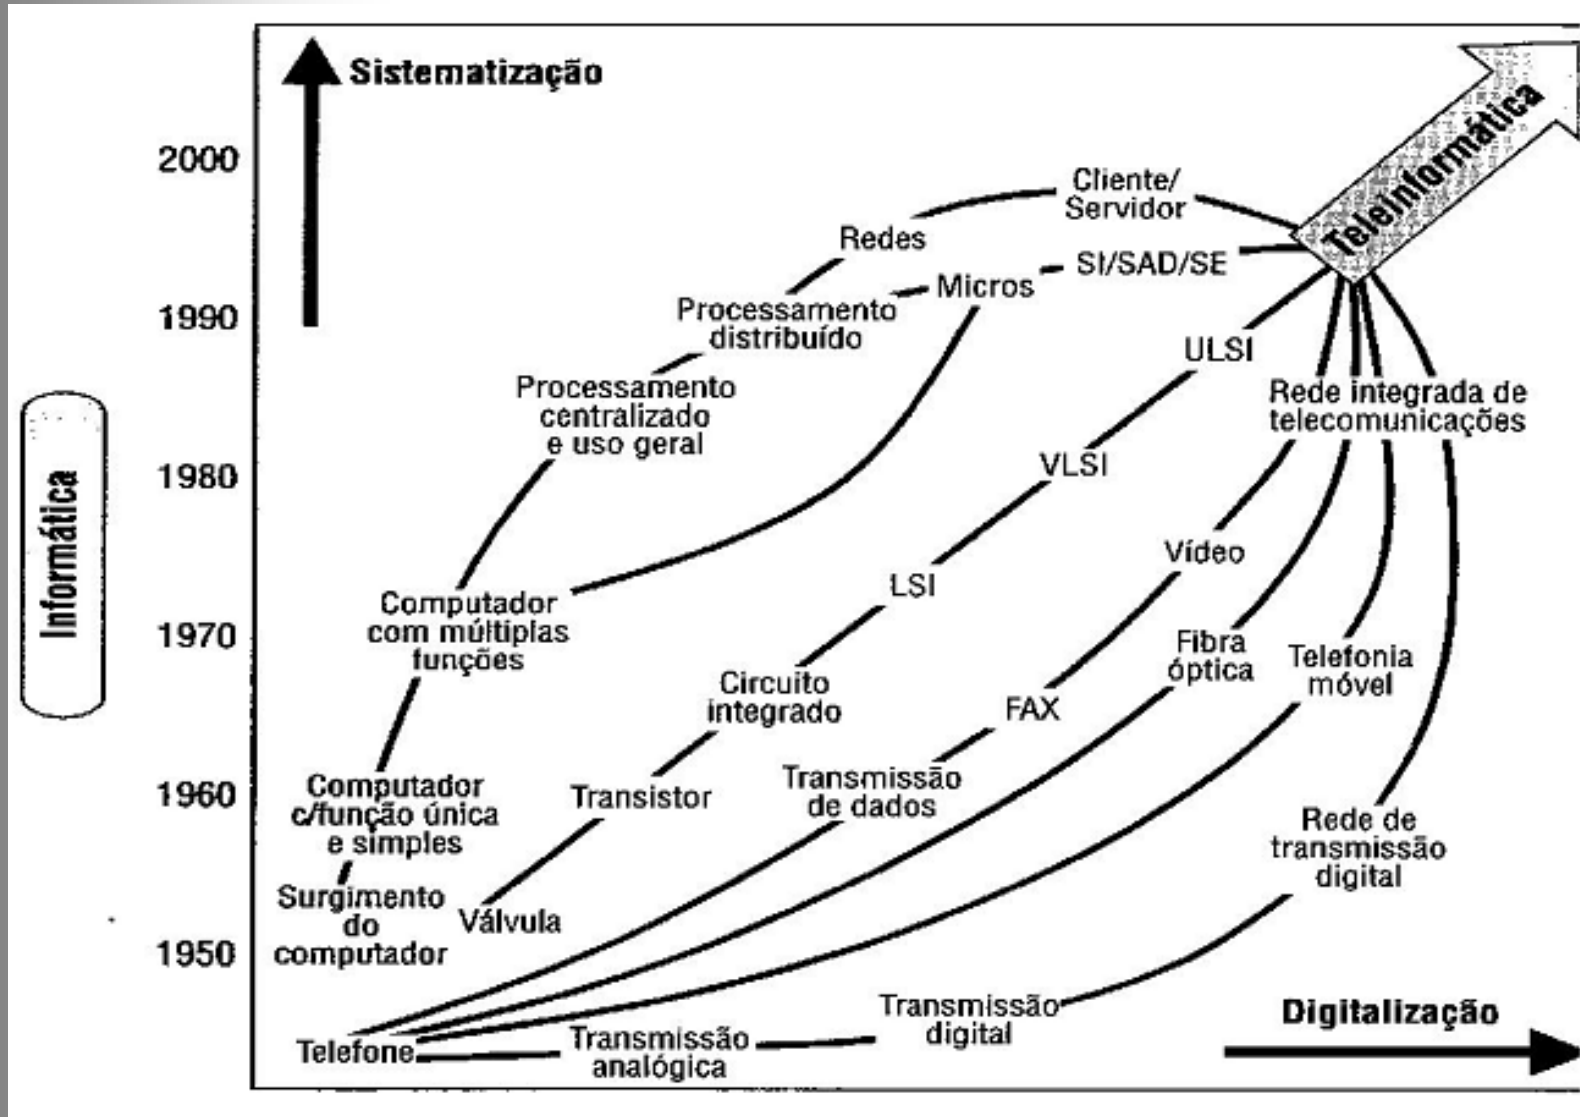 Sistematização
Teleinformática
2000
Cliente/
Servidor
Redes
SI/SAD/SE
Micros
1990
Processamento
distribuído
ULSI
Processamento
centralizado
e uso geral
Rede integrada de
telecomunicações
1980
VLSI
Informática
Vídeo
LSI
Computador
com múltiplas
funções
1970
Fibra
óptica
Telefonia
móvel
Circuito
integrado
FAX
1960
Computador
c/função única
e simples
Transistor
Transmissão
de dados
Rede de
transmissão
digital
Surgimento
do
computador
Válvula
1950
Transmissão
digital
Digitalização
Telefone
Transmissão
analógica